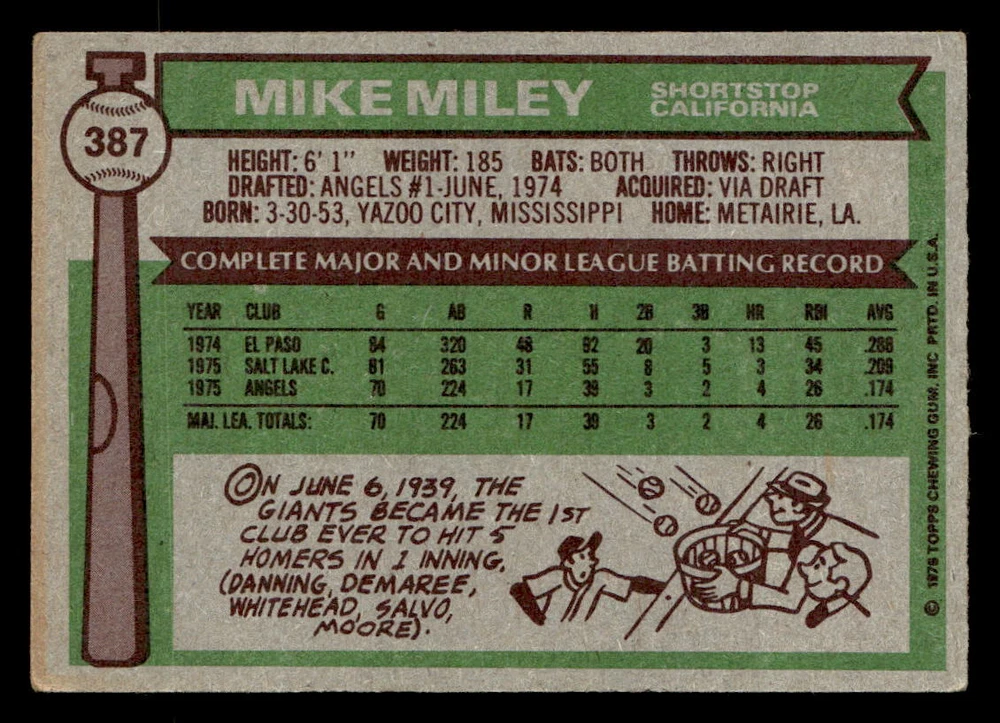 387
MIKE MILEY
SHORTSTOP
CALIFORNIA
HEIGHT: 6' 1" WEIGHT: 185 BATS: BOTH THROWS: RIGHT
DRAFTED: ANGELS #1-JUNE, 1974 ACQUIRED: VIA DRAFT
BORN: 3-30-53, YAZOO CITY, MISSISSIPPI HOME: METAIRIE, LA.
COMPLETE MAJOR AND MINOR LEAGUE BATTING RECORD
YEAR CLUB G AB R H 2B 3B HR RBI AVG
1974 EL PASO 84 320 48 92 20 3 13 45 .288
1975 SALT LAKE C. 81 263 31 55 8 5 3 34 .209
1975 ANGELS 70 224 17 39 3 2 4 26 .174
MAJ. LEA. TOTALS: 70 224 17 39 3 2 4 26 .174
ON JUNE 6, 1939, THE
GIANTS BECAME THE 1ST
CLUB EVER TO HIT 5
HOMERS IN 1 INNING,
(DANNING, DEMAREE,
WHITEHEAD, SALVO,
MOORE).
© 1976 TOPPS CHEWING GUM, INC PRTD. IN U.S.A.